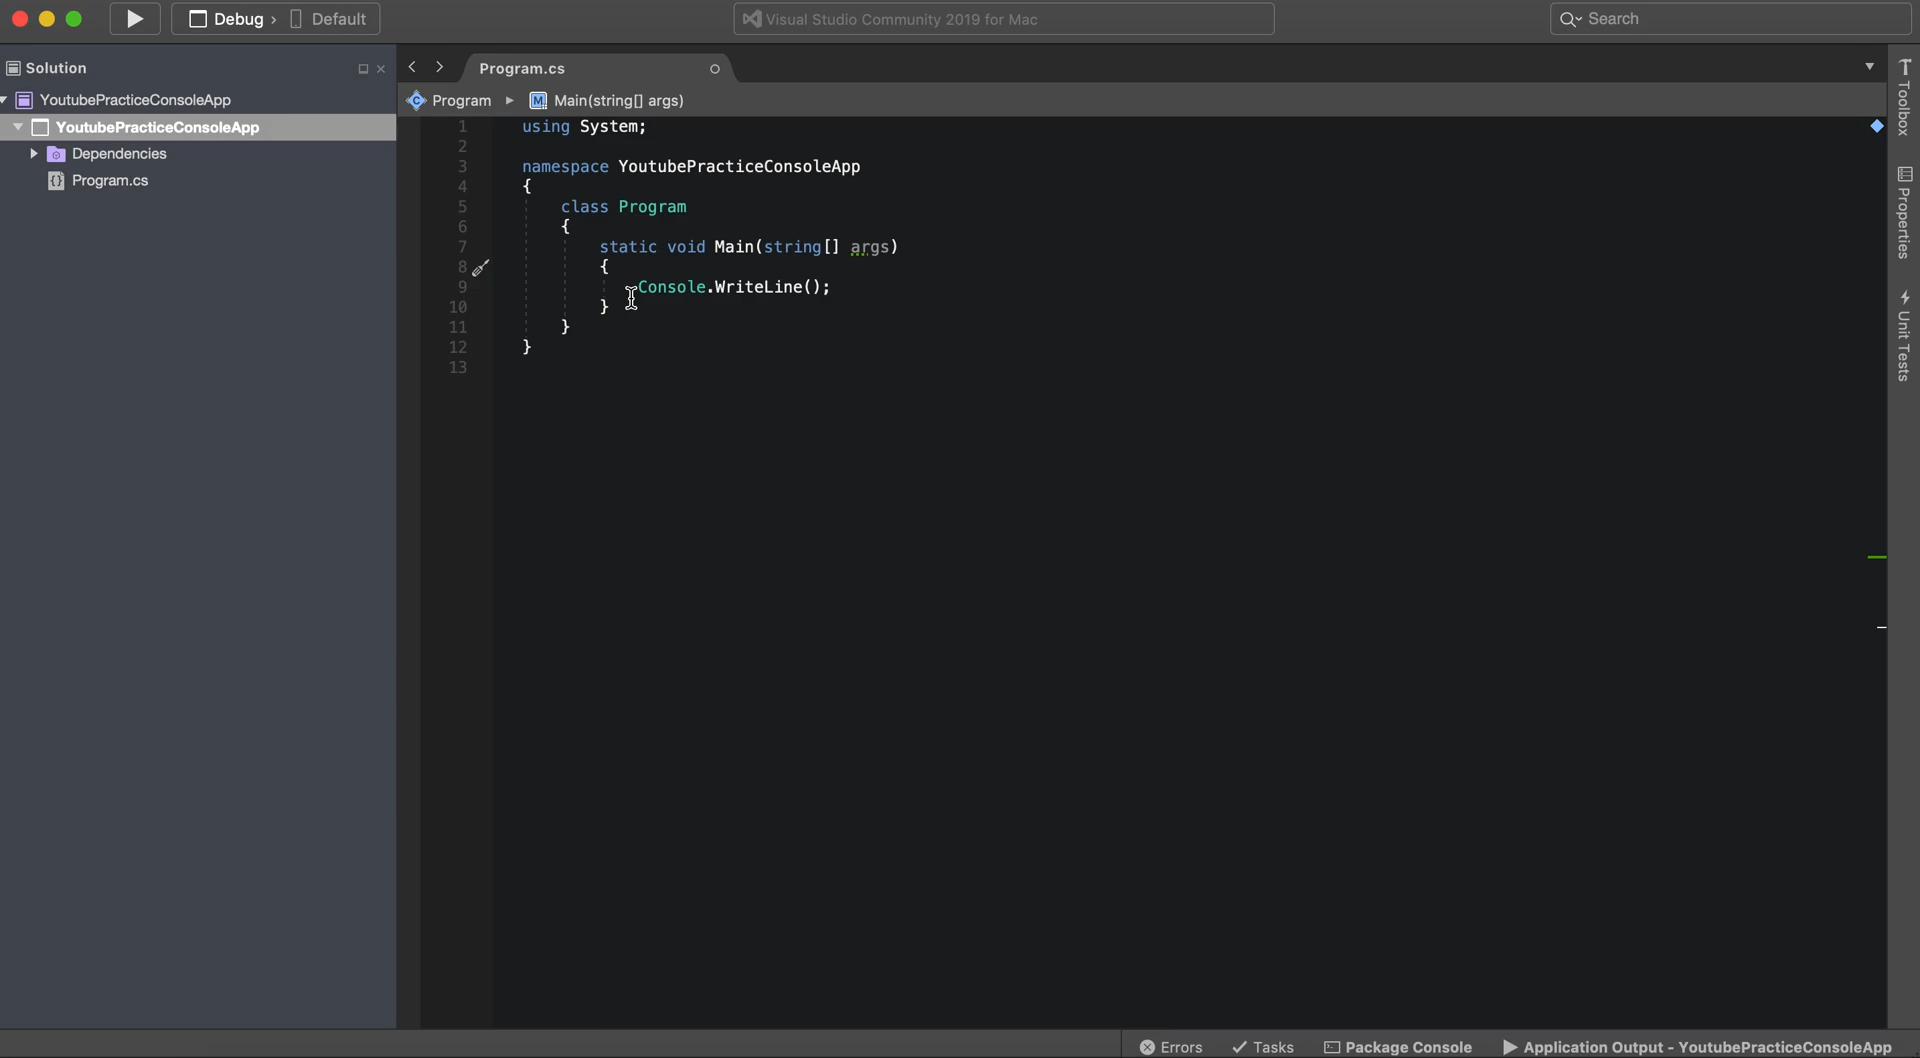 Debug › Default
Visual Studio Community 2019 for Mac
Search
Solution
Program.cs
YoutubePracticeConsoleApp
Program Main(string[] args)
YoutubePracticeConsoleApp
Dependencies
Program.cs
1 using System;
2
3 namespace YoutubePracticeConsoleApp
4 {
5 class Program
6 {
7 static void Main(string[] args)
8 {
9 Console.WriteLine();
10 }
11 }
12 }
13
Toolbox
Properties
Unit Tests
Errors Tasks Package Console Application Output - YoutubePracticeConsoleApp